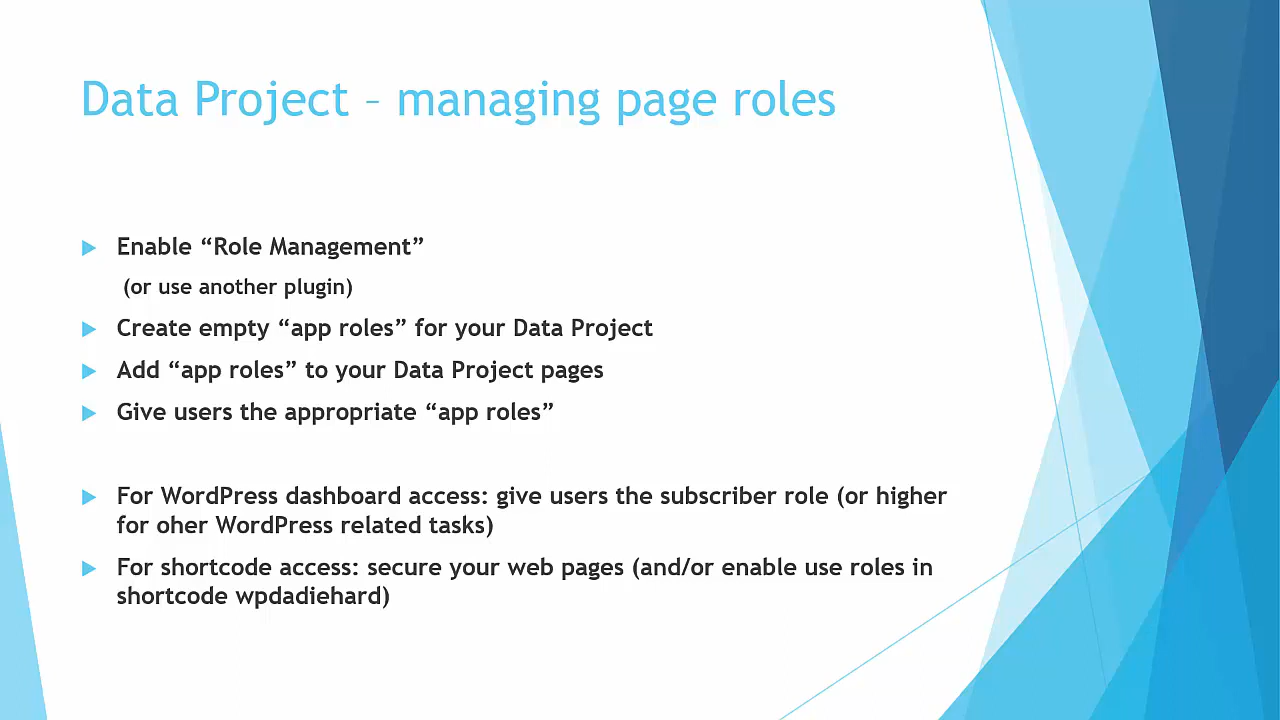 Data Project – managing page roles
Enable “Role Management”
(or use another plugin)
Create empty “app roles” for your Data Project
Add “app roles” to your Data Project pages
Give users the appropriate “app roles”
For WordPress dashboard access: give users the subscriber role (or higher
for oher WordPress related tasks)
For shortcode access: secure your web pages (and/or enable use roles in
shortcode wpdadiehard)